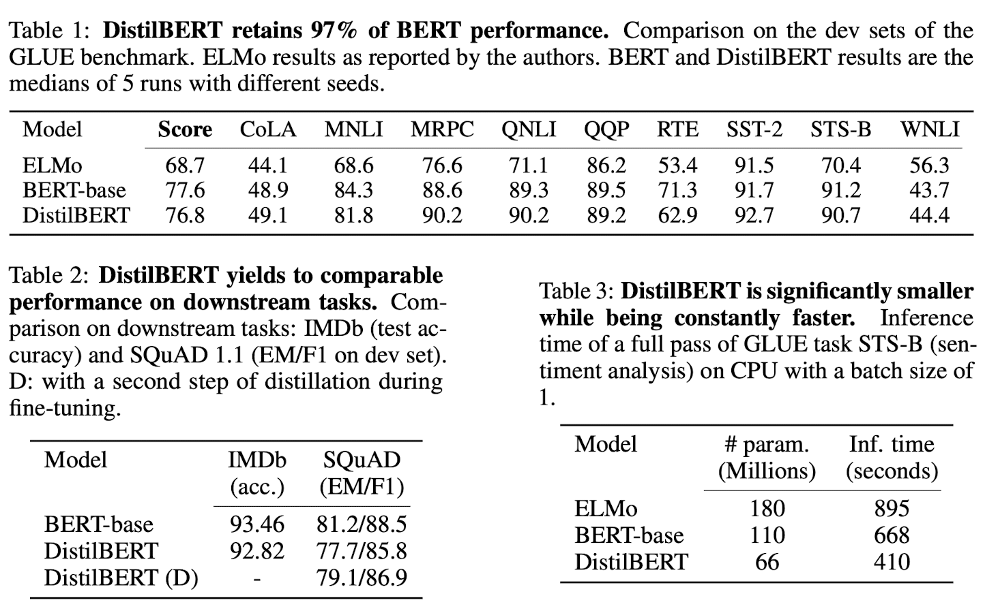 Table 1: DistilBERT retains 97% of BERT performance. Comparison on the dev sets of the
GLUE benchmark. ELMo results as reported by the authors. BERT and DistilBERT results are the
medians of 5 runs with different seeds.
Model Score CoLA MNLI MRPC QNLI QQP RTE SST-2 STS-B WNLI
ELMo 68.7 44.1 68.6 76.6 71.1 86.2 53.4 91.5 70.4 56.3
BERT-base 77.6 48.9 84.3 88.6 89.3 89.5 71.3 91.7 91.2 43.7
DistilBERT 76.8 49.1 81.8 90.2 90.2 89.2 62.9 92.7 90.7 44.4
Table 2: DistilBERT yields to comparable
performance on downstream tasks. Com-
parison on downstream tasks: IMDb (test ac-
curacy) and SQuAD 1.1 (EM/F1 on dev set).
D: with a second step of distillation during
fine-tuning.
Model IMDb SQuAD
(acc.) (EM/F1)
BERT-base 93.46 81.2/88.5
DistilBERT 92.82 77.7/85.8
DistilBERT (D) - 79.1/86.9
Table 3: DistilBERT is significantly smaller
while being constantly faster. Inference
time of a full pass of GLUE task STS-B (sen-
timent analysis) on CPU with a batch size of
1.
Model # param. Inf. time
(Millions) (seconds)
ELMo 180 895
BERT-base 110 668
DistilBERT 66 410